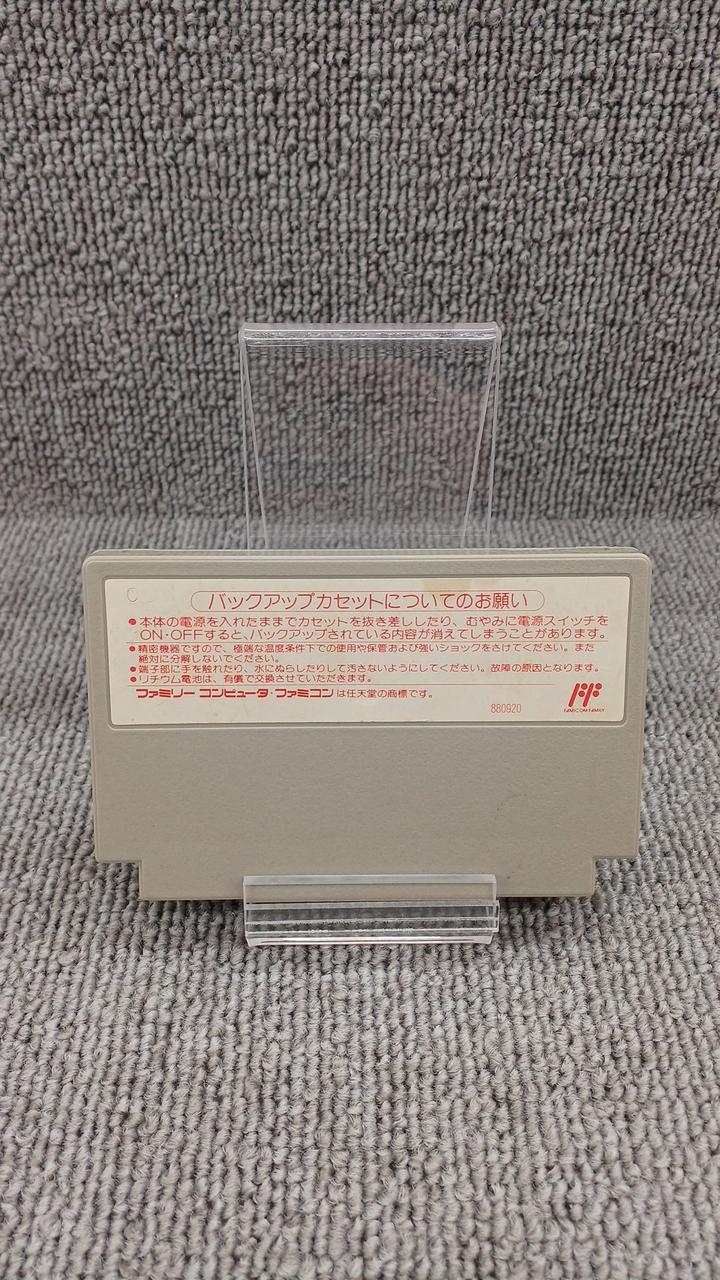 バックアップカセットについてのお願い
●本体の電源を入れたままでカセットを抜き差ししたり、むやみに電源スイッチを
ON・OFFすると、バックアップされている内容が消えてしまうことがあります。
●精密機器ですので、極端な温度条件下での使用や保管および強いショックをさけてください。また
絶対に分解しないでください。
●端子部に手を触れたり、水にぬらしたりして汚さないようにしてください。故障の原因となります。
●リチウム電池は、有償で交換させていただきます。
ファミリー コンピュータ・ファミコンは任天堂の商標です。
880920
FAMICOM FAMILY